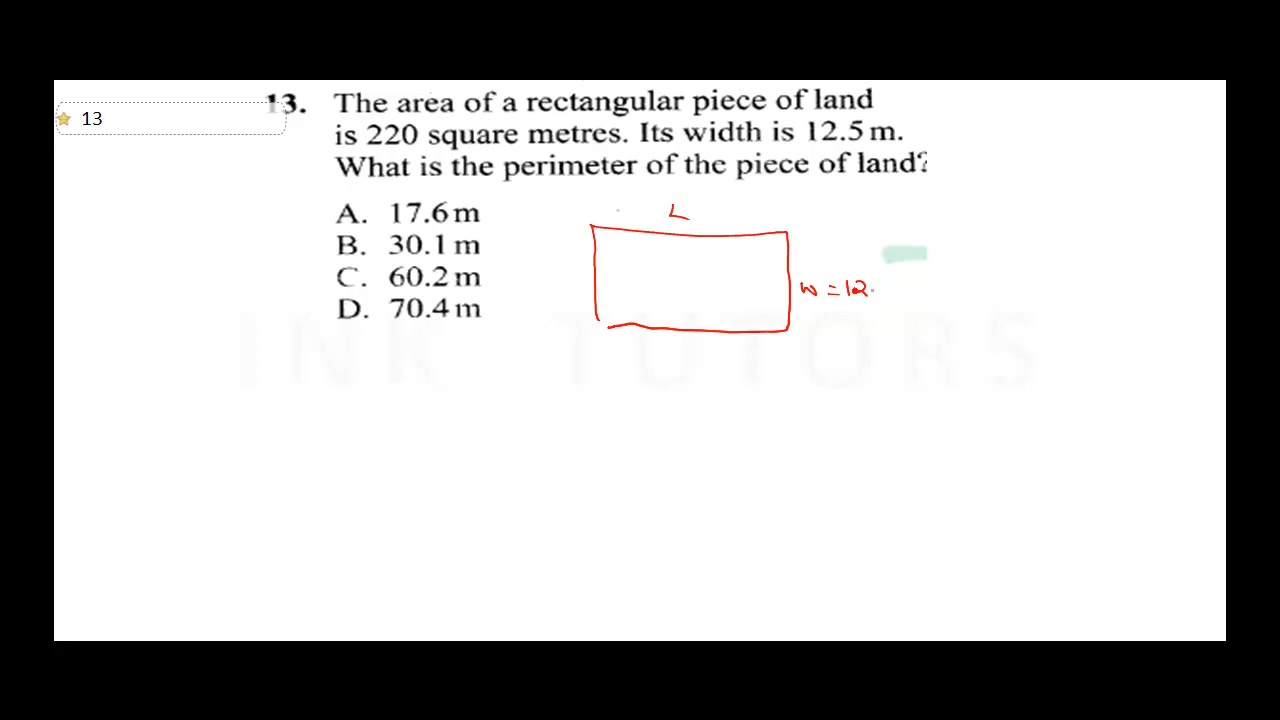 13
13. The area of a rectangular piece of land
is 220 square metres. Its width is 12.5 m.
What is the perimeter of the piece of land?
A. 17.6 m
L
B. 30.1 m
C. 60.2 m
W = 12.
D. 70.4 m
INK TUTORS